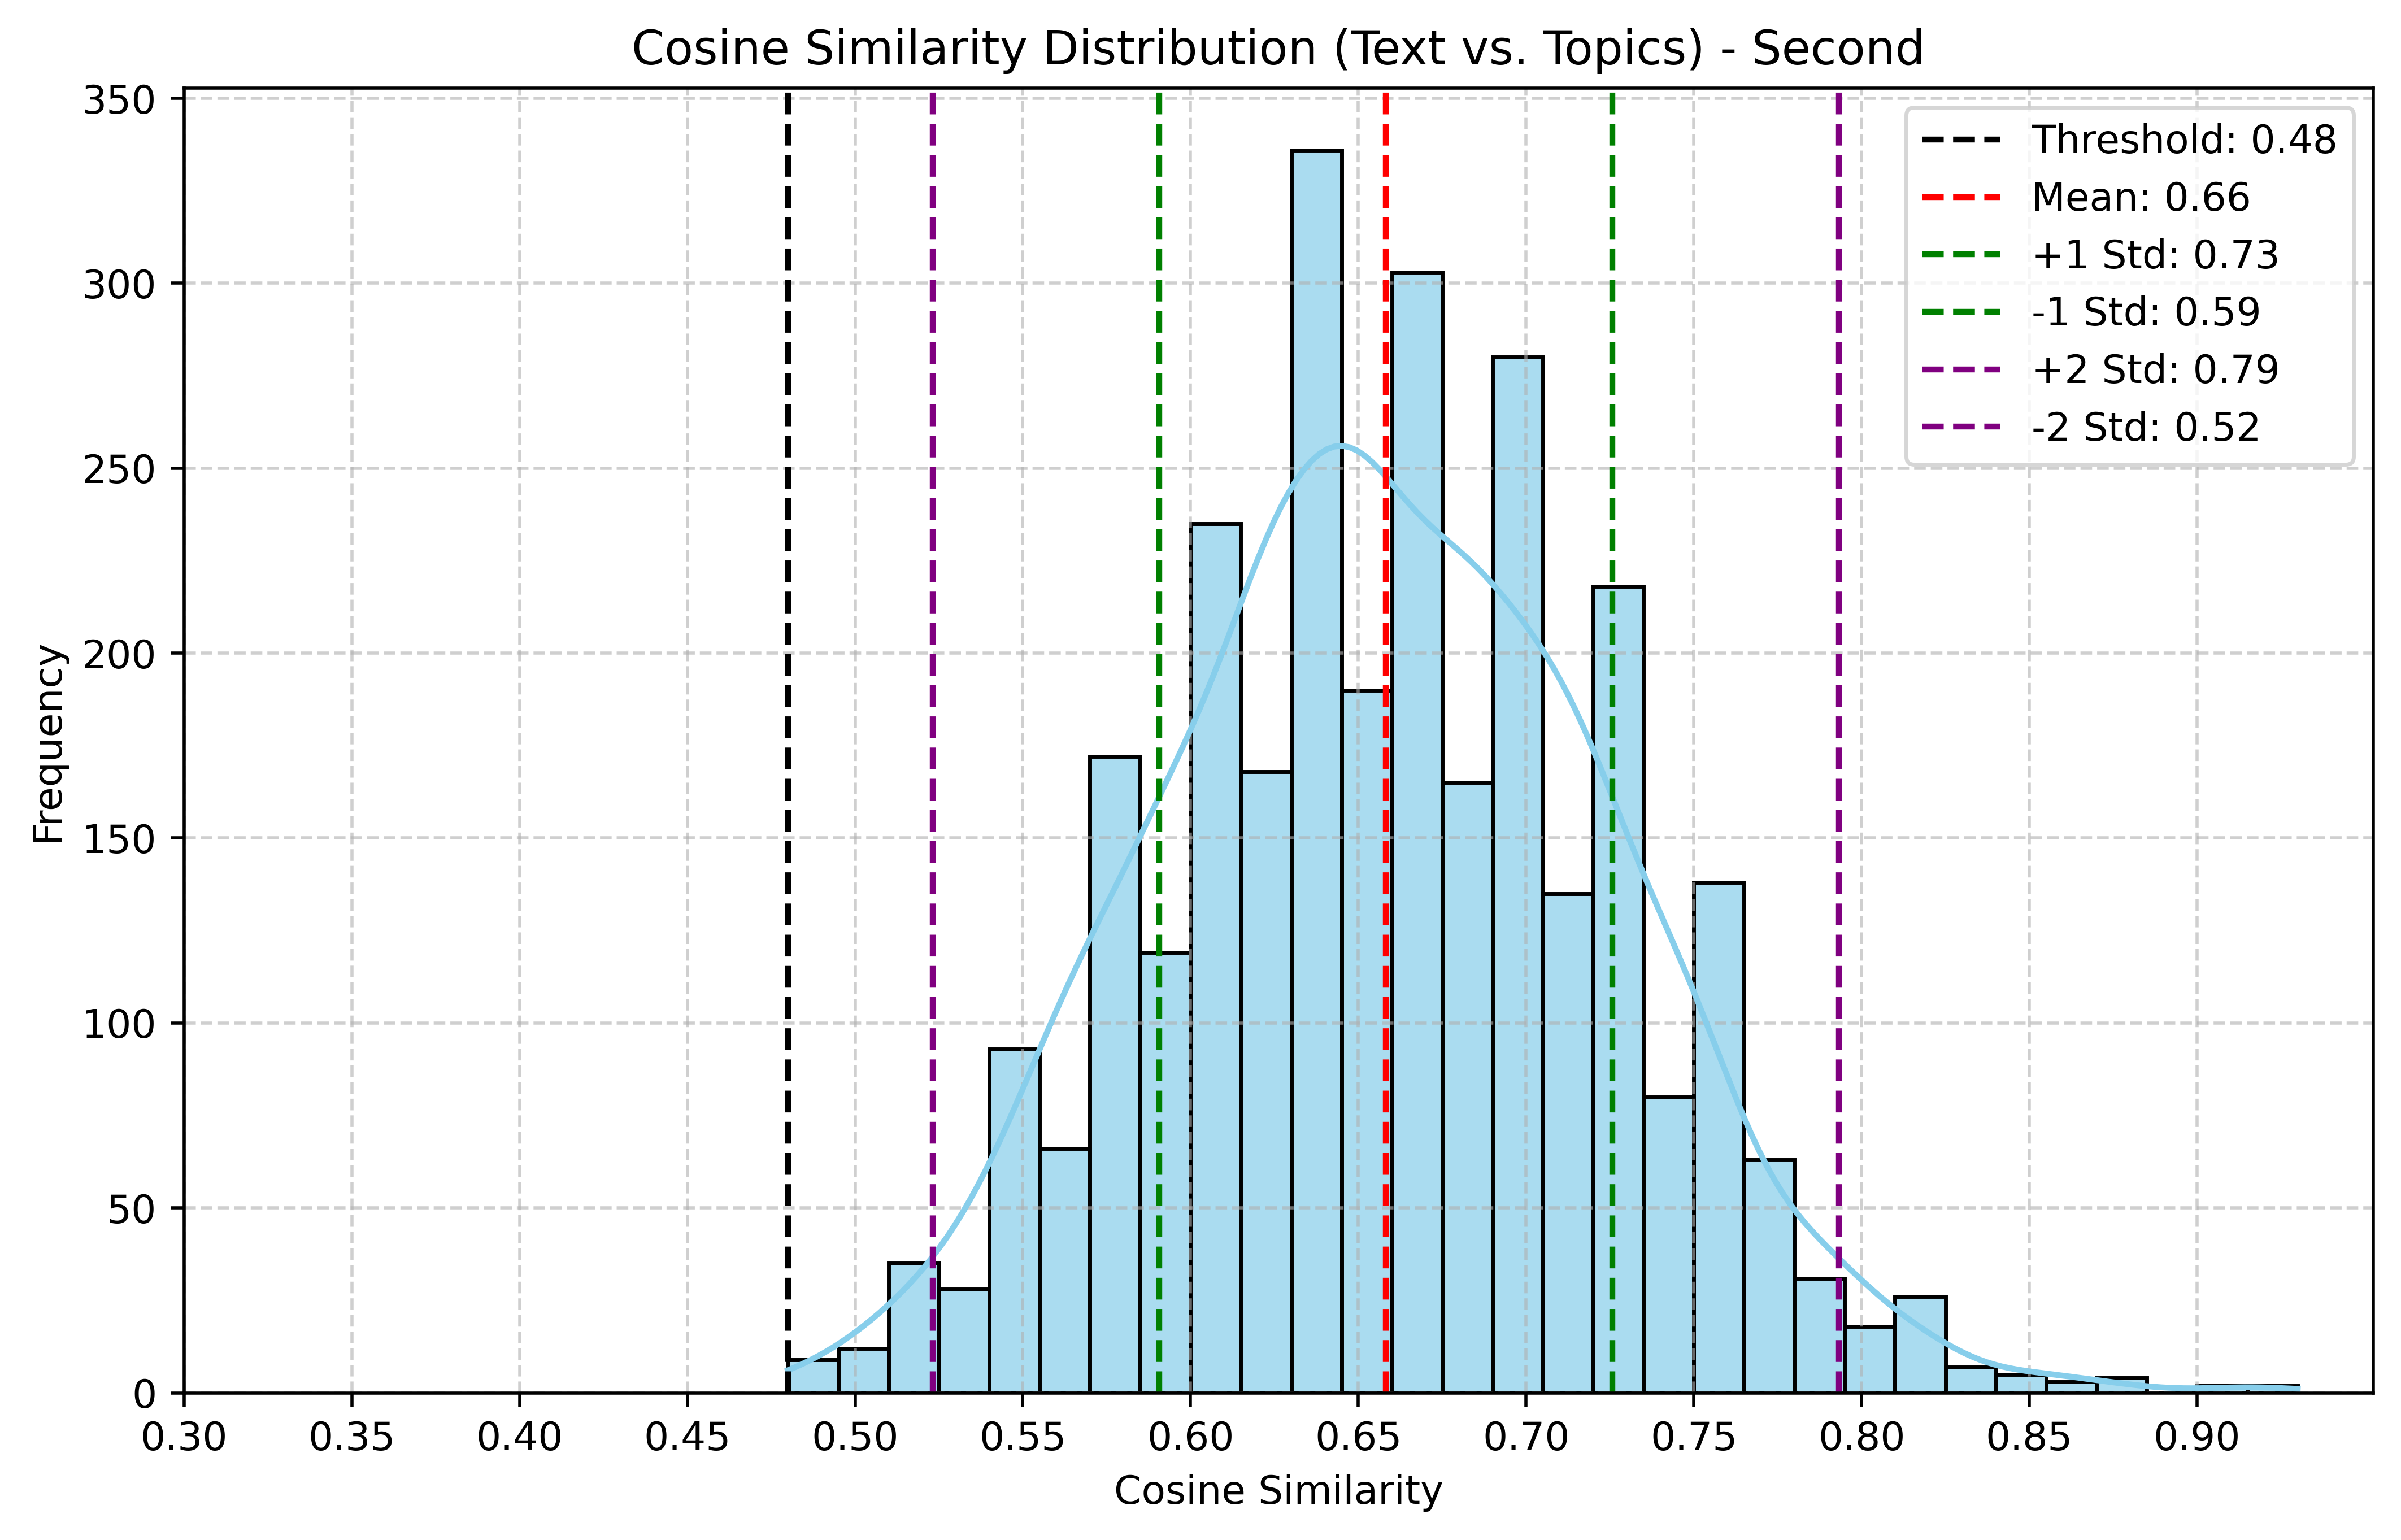 Cosine Similarity Distribution (Text vs. Topics) - Second
350
300
250
200
150
100
50
0
Frequency
Threshold: 0.48
Mean: 0.66
+1 Std: 0.73
-1 Std: 0.59
+2 Std: 0.79
-2 Std: 0.52
0.30 0.35 0.40 0.45 0.50 0.55 0.60 0.65 0.70 0.75 0.80 0.85 0.90
Cosine Similarity